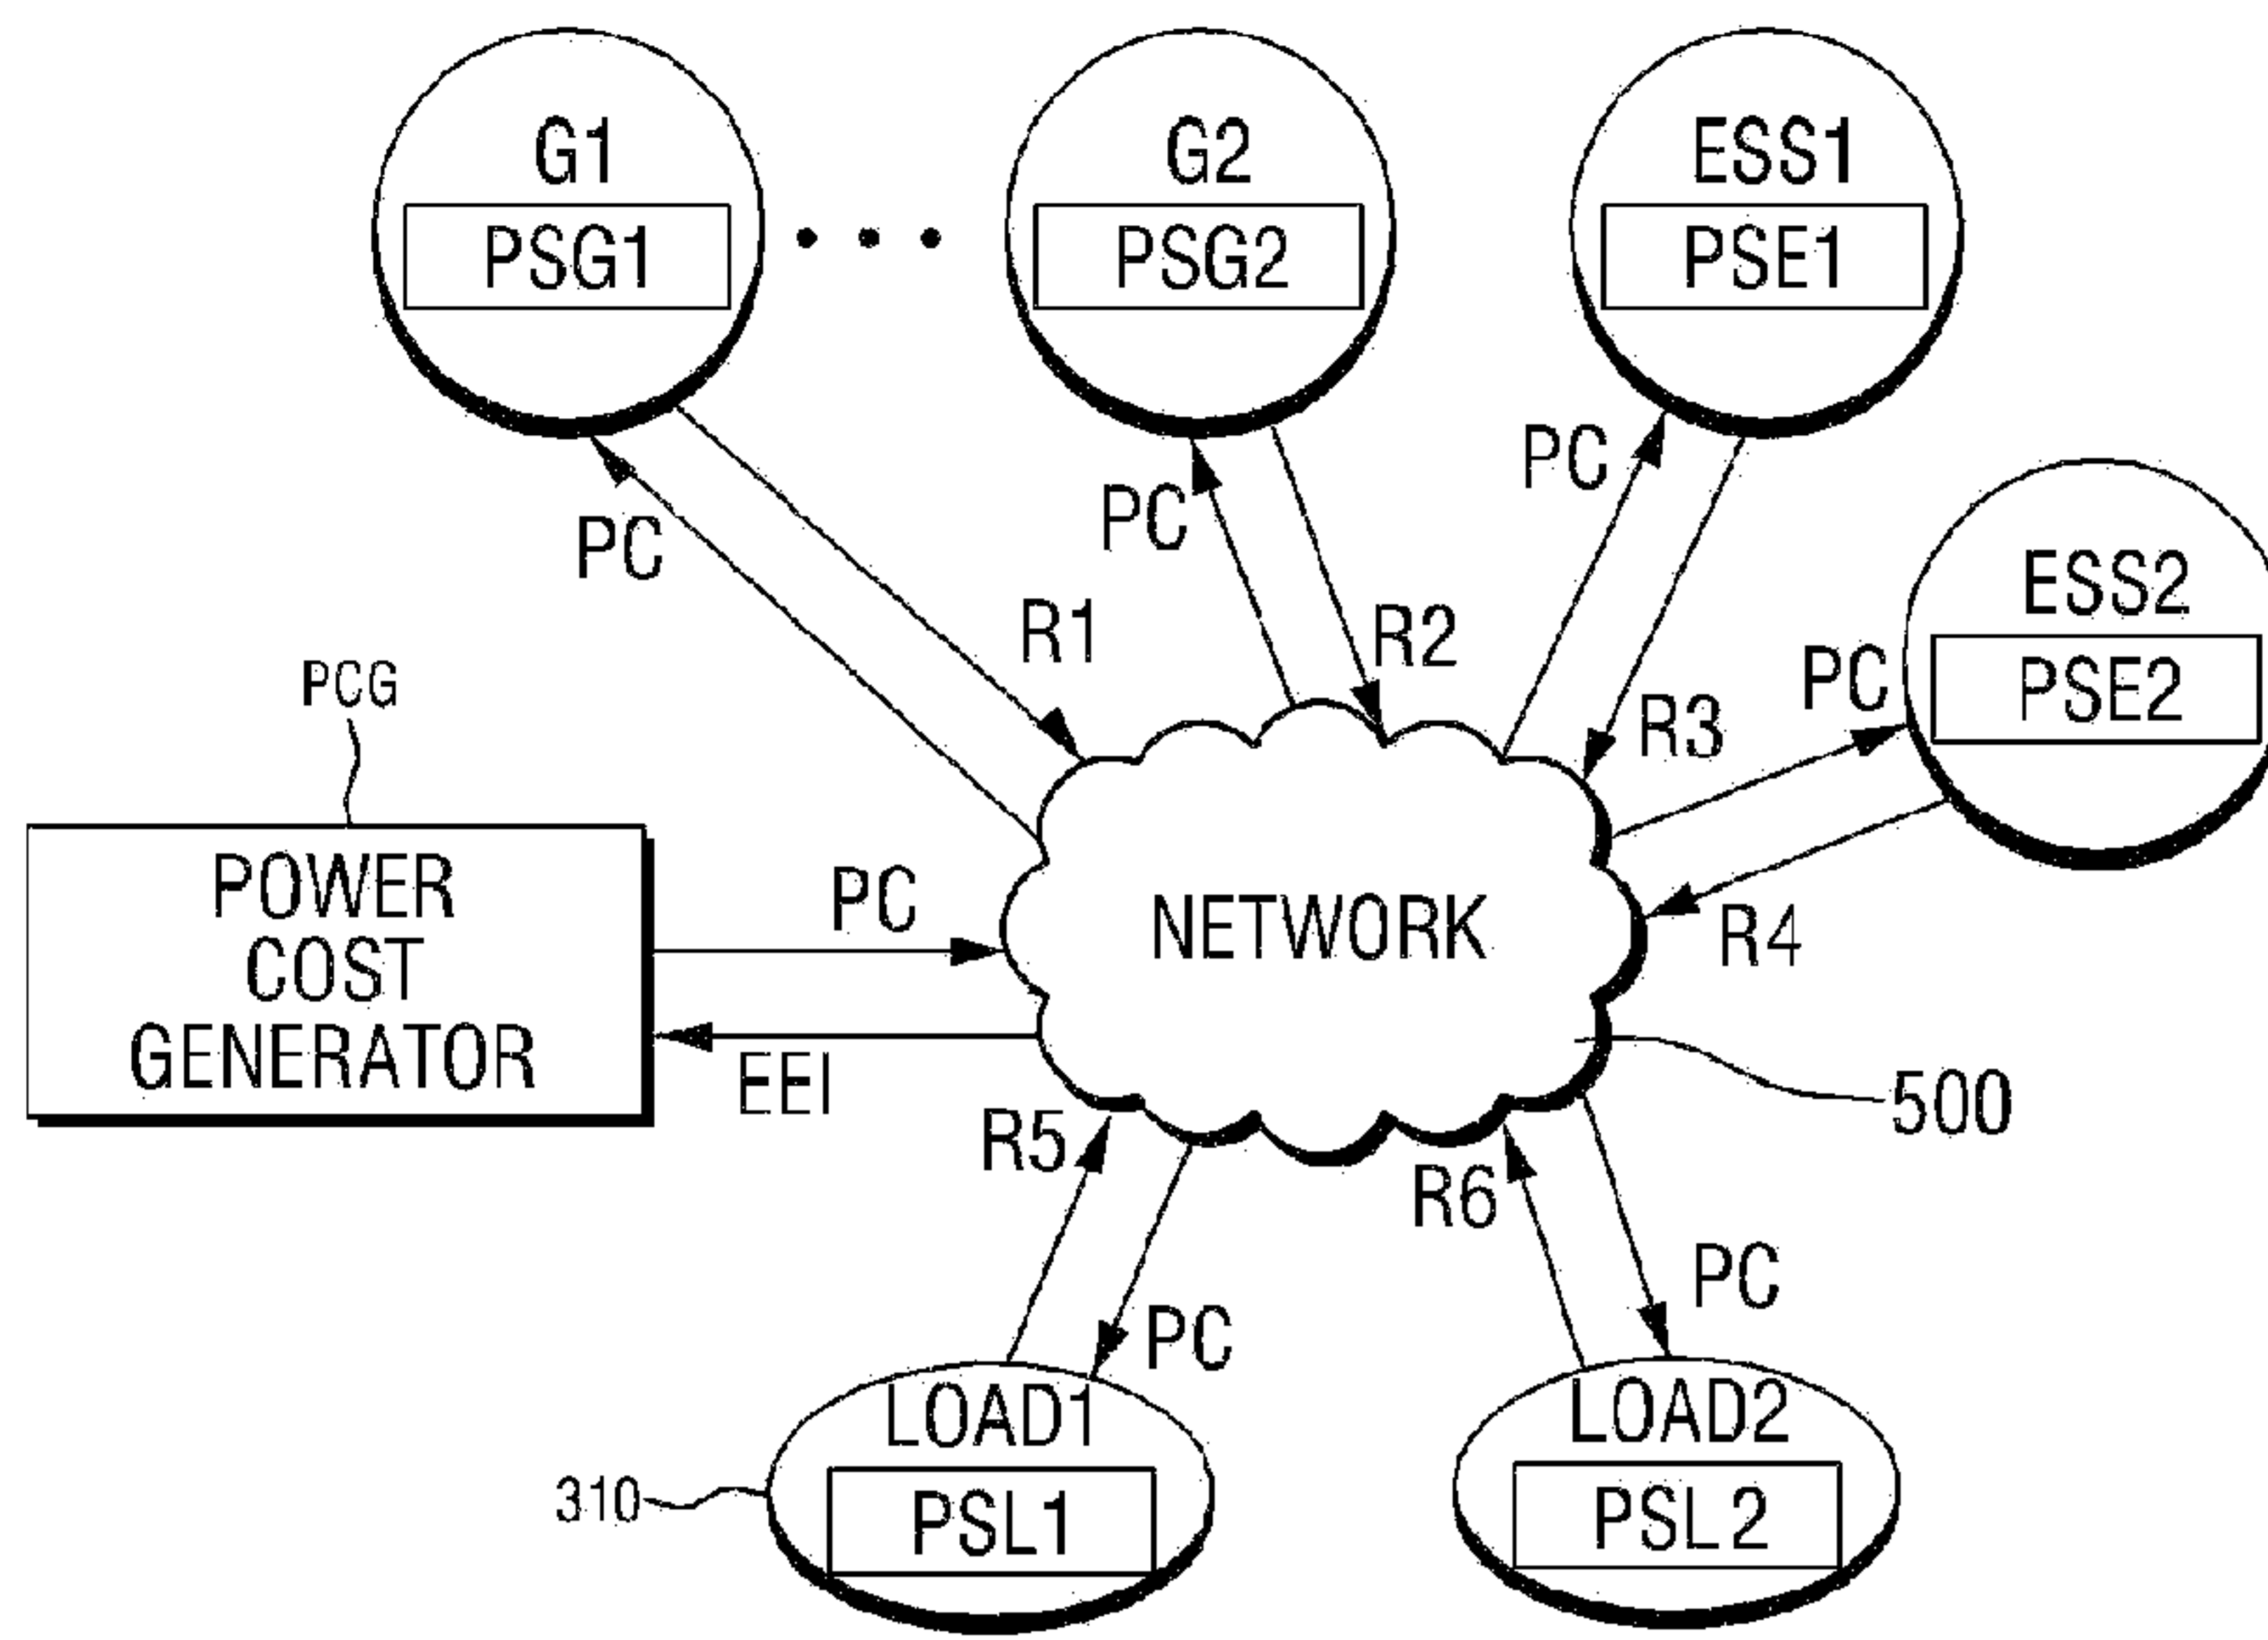 G1
PSG1
G2
PSG2
ESS1
PSE1
PC
PC
PC
ESS2
PSE2
R1
R2
PC
R3
PCG
POWER
COST
GENERATOR
PC
NETWORK
R4
EEI
500
R5
R6
PC
PC
LOAD1
PSL1
310
LOAD2
PSL2